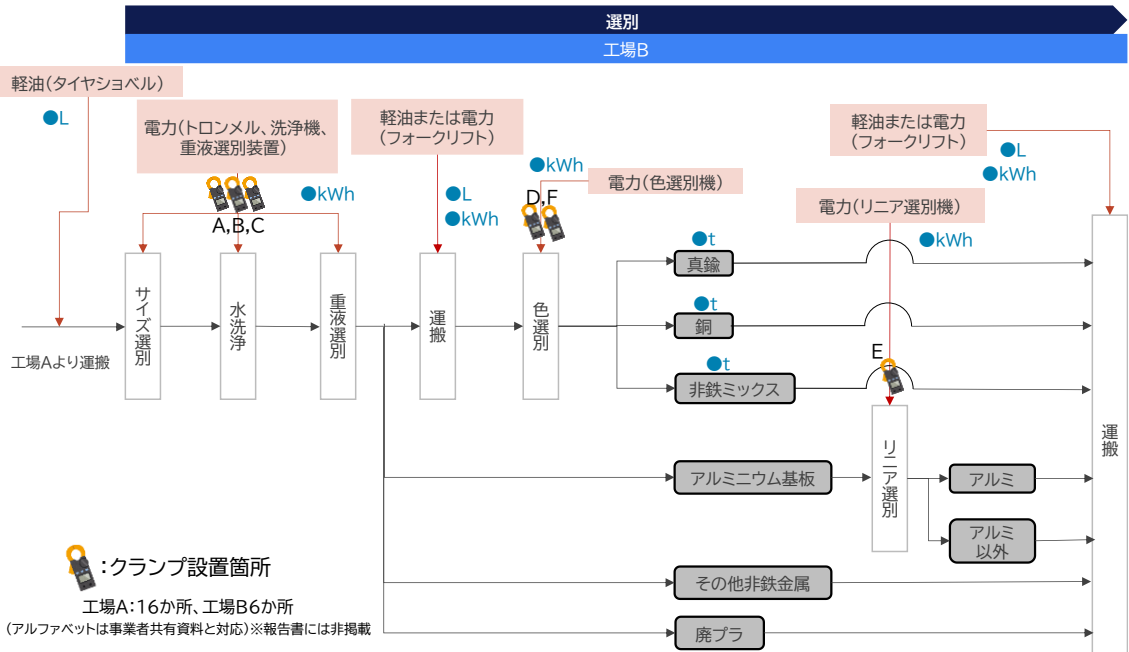 選別
工場B
軽油(タイヤショベル)
●L
電力(トロンメル、洗浄機、
重液選別装置)
●kWh
A,B,C
軽油または電力
(フォークリフト)
●L
●kWh
●kWh
電力(色選別機)
D,F
軽油または電力
(フォークリフト)
●L
●kWh
電力(リニア選別機)
●kWh
工場Aより運搬
サイズ選別
水洗浄
重液選別
運搬
色選別
●t
真鍮
●t
銅
●t
非鉄ミックス
E
アルミニウム基板
リニア選別
アルミ
アルミ
以外
その他非鉄金属
廃プラ
運搬
:クランプ設置箇所
工場A:16か所、工場B6か所
(アルファベットは事業者共有資料と対応)※報告書には非掲載